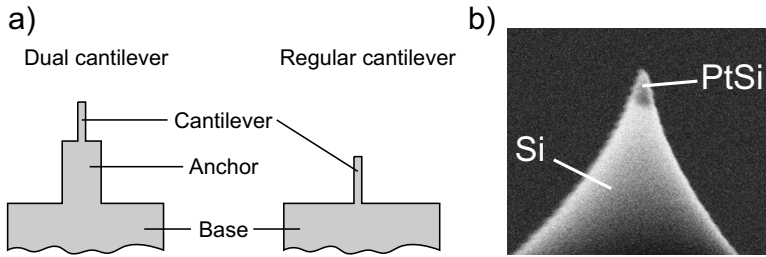 a)
Dual cantilever
Regular cantilever
Cantilever
Anchor
Base
b)
PtSi
Si